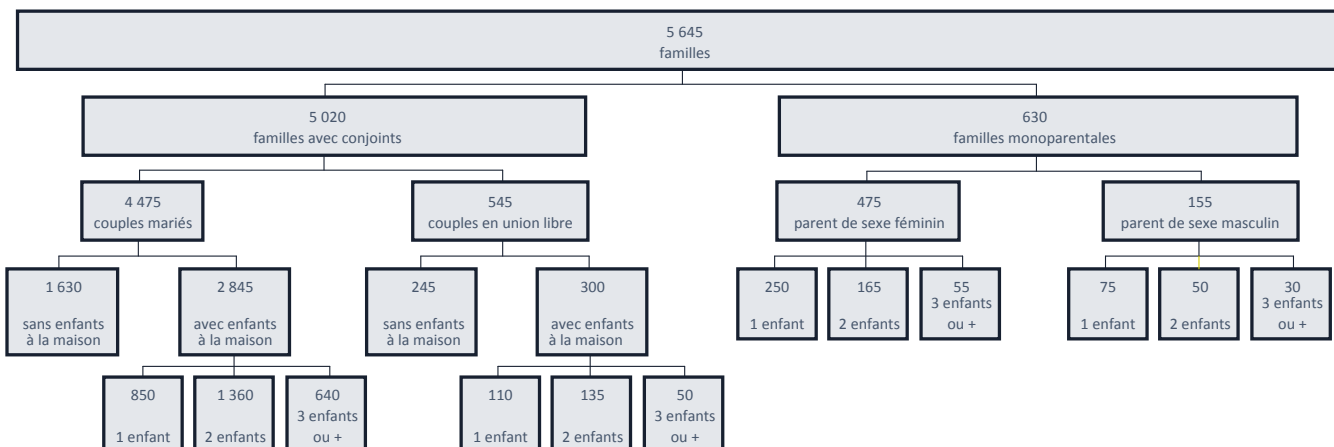 5 645
familles
5 020
familles avec conjoints
630
familles monoparentales
4 475
couples mariés
545
couples en union libre
475
parent de sexe féminin
155
parent de sexe masculin
1 630
sans enfants
à la maison
2 845
avec enfants
à la maison
245
sans enfants
à la maison
300
avec enfants
à la maison
250
1 enfant
165
2 enfants
55
3 enfants
ou +
75
1 enfant
50
2 enfants
30
3 enfants
ou +
850
1 enfant
1 360
2 enfants
640
3 enfants
ou +
110
1 enfant
135
2 enfants
50
3 enfants
ou +